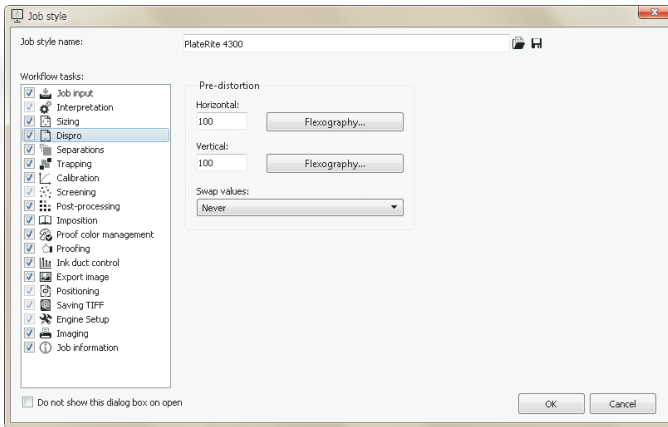 Job style
Job style name:
PlateRite 4300
Workflow tasks:
Job input
Interpretation
Sizing
Dispro
Separations
Trapping
Calibration
Screening
Post-processing
Imposition
Proof color management
Proofing
Ink duct control
Export image
Positioning
Saving TIFF
Engine Setup
Imaging
Job information
Pre-distortion
Horizontal:
100 Flexography...
Vertical:
100 Flexography...
Swap values:
Never
Do not show this dialog box on open
OK Cancel